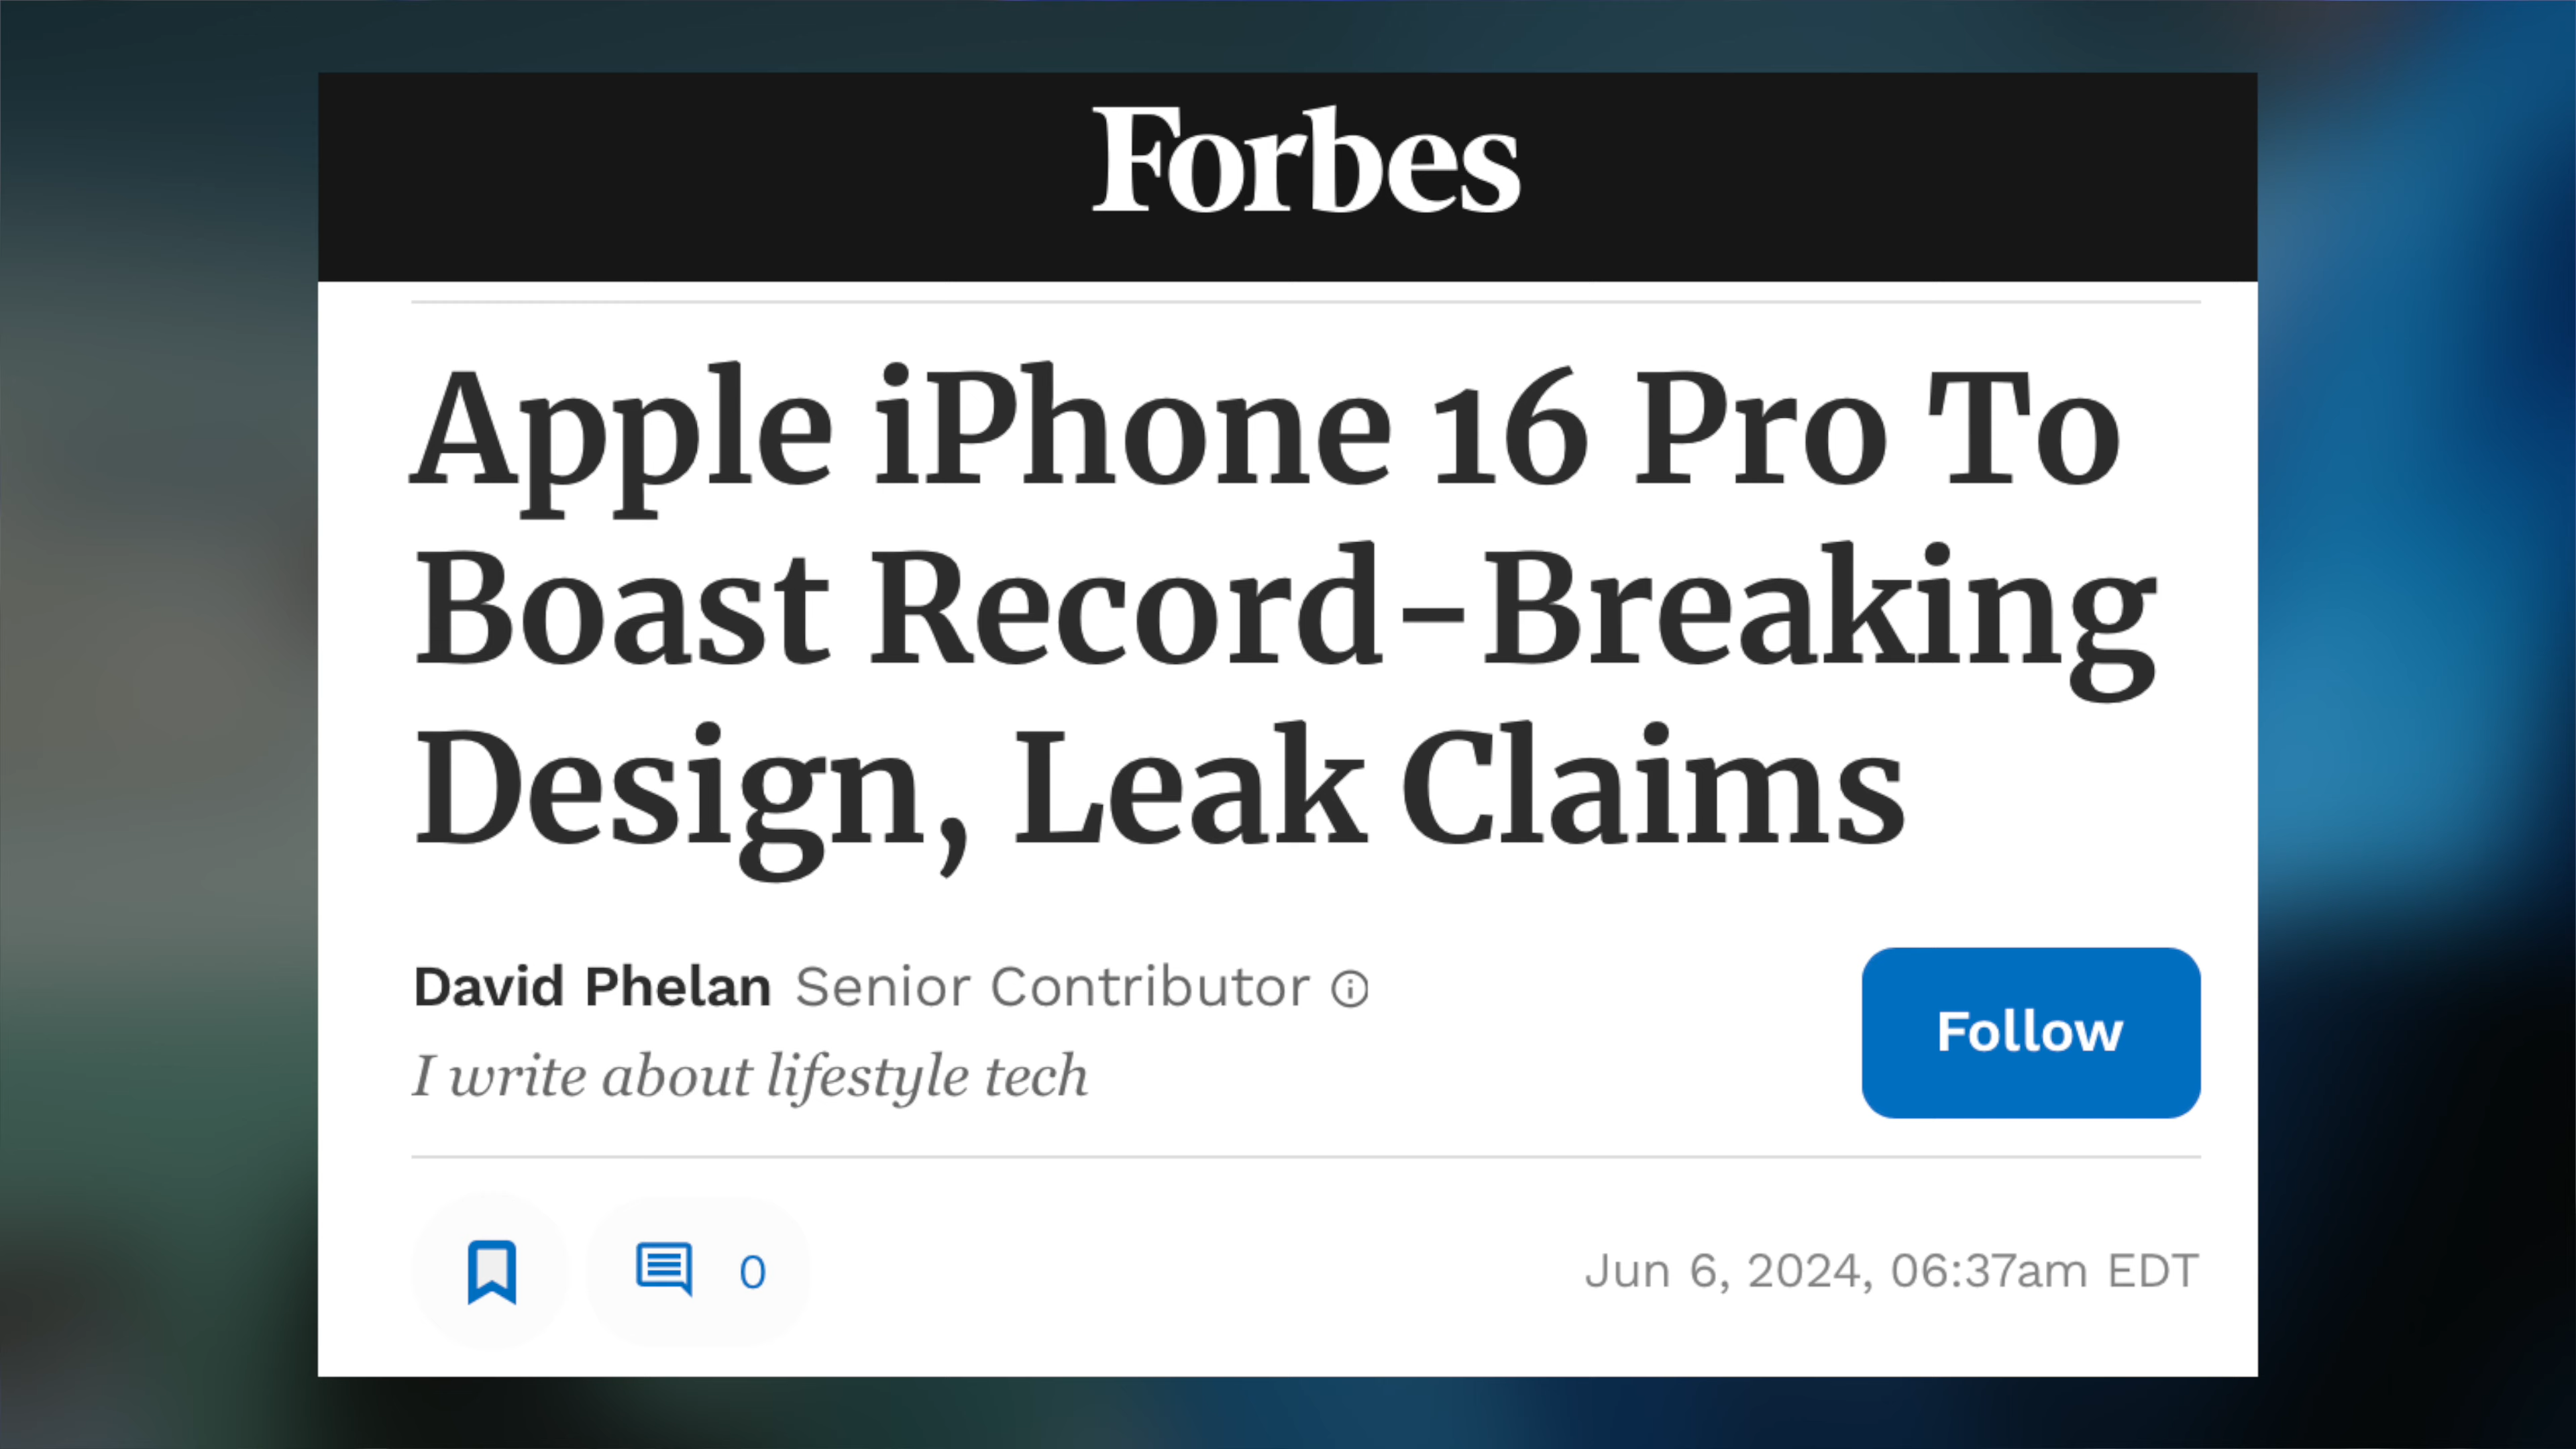 Forbes
Apple iPhone 16 Pro To
Boast Record-Breaking
Design, Leak Claims
David Phelan Senior Contributor
I write about lifestyle tech
Follow
0
Jun 6, 2024, 06:37am EDT